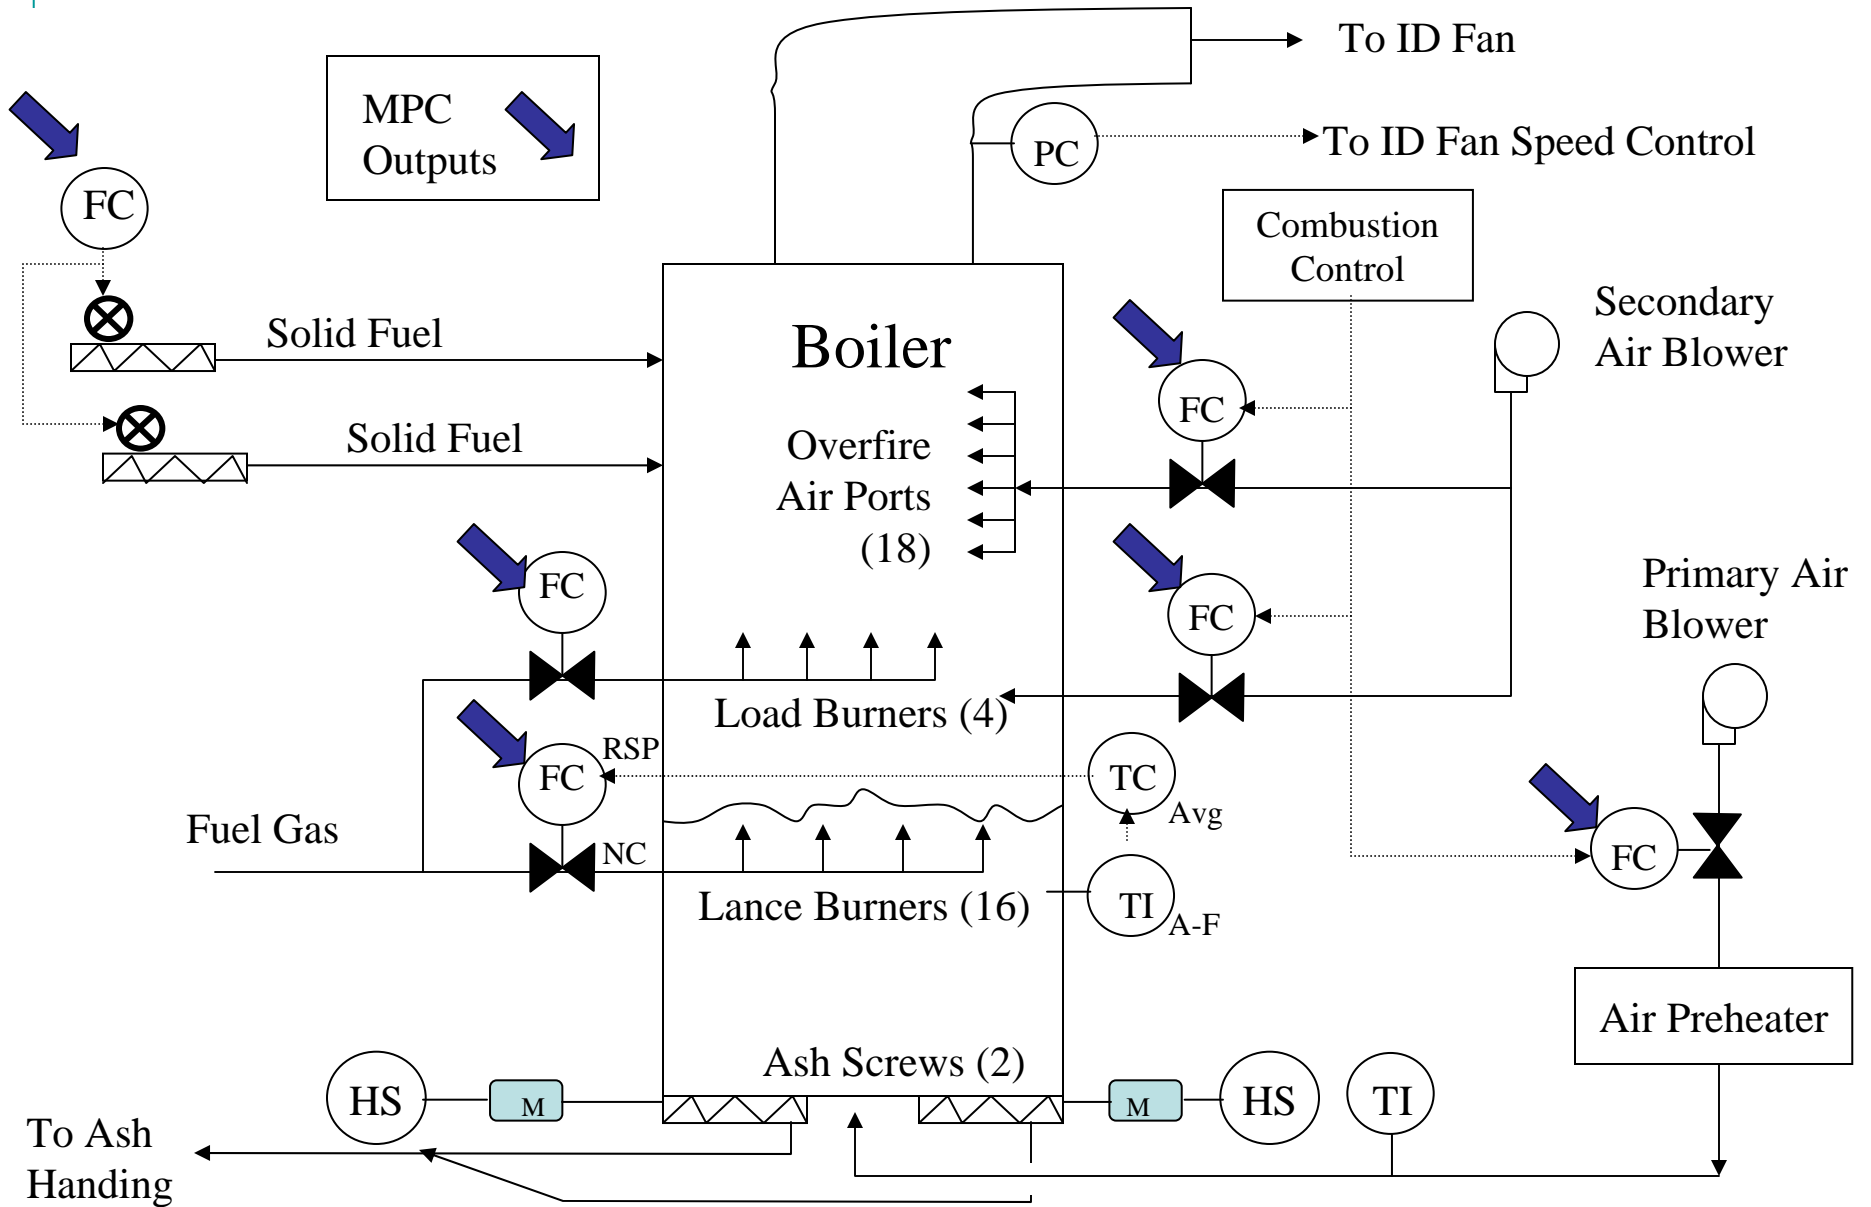 To ID Fan
MPC
Outputs
PC
To ID Fan Speed Control
FC
Combustion
Control
Solid Fuel
Boiler
Secondary
Air Blower
FC
Solid Fuel
Overfire
Air Ports
(18)
FC
FC
Primary Air
Blower
Load Burners (4)
RSP
FC
TC
Avg
Fuel Gas
NC
FC
Lance Burners (16)
TI
A-F
Air Preheater
Ash Screws (2)
HS
M
M
HS
TI
To Ash
Handing